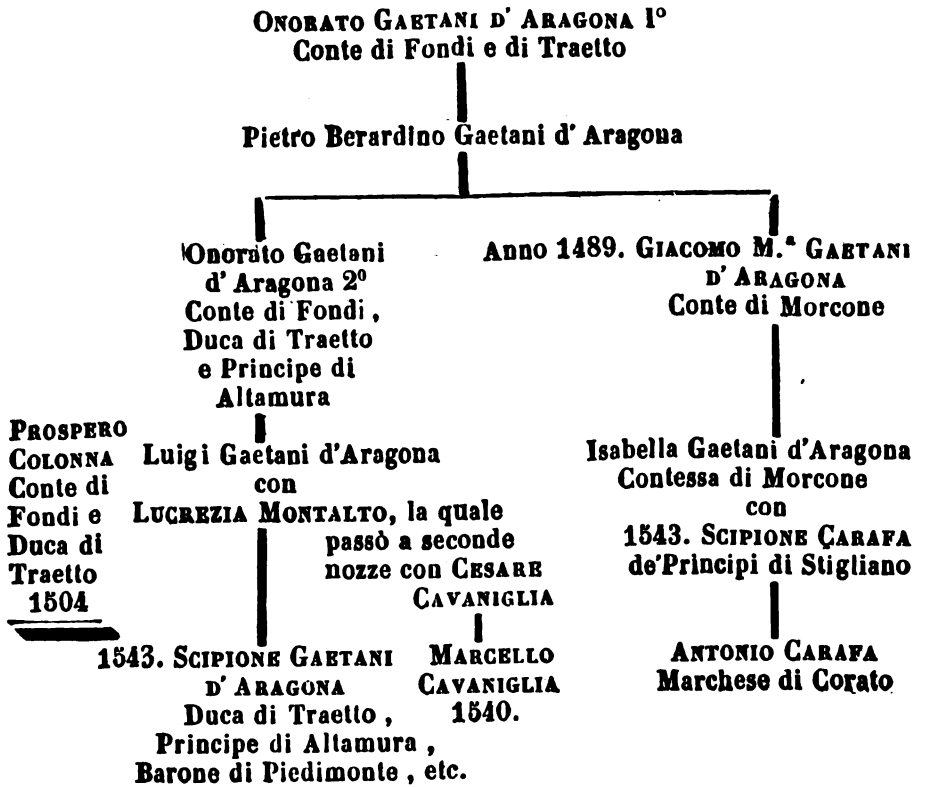 ONORATO GAETANI D' ARAGONA 1º
Conte di Fondi e di Traetto
Pietro Berardino Gaetani d' Aragona
Onorato Gaetani
d' Aragona 2º
Conte di Fondi,
Duca di Traetto
e Principe di
Altamura
Anno 1489. GIACOMO M.ª GAETANI
D' ARAGONA
Conte di Morcone
PROSPERO
COLONNA
Conte di
Fondi e
Duca di
Traetto
1504
Luigi Gaetani d'Aragona
con
LUCREZIA MONTALTO, la quale
passò a seconde
nozze con CESARE
CAVANIGLIA
Isabella Gaetani d'Aragona
Contessa di Morcone
con
1543. SCIPIONE CARAFA
de'Principi di Stigliano
1543. SCIPIONE GAETANI
D' ARAGONA
Duca di Traetto,
Principe di Altamura,
Barone di Piedimonte, etc.
MARCELLO
CAVANIGLIA
1540.
ANTONIO CARAFA
Marchese di Corato